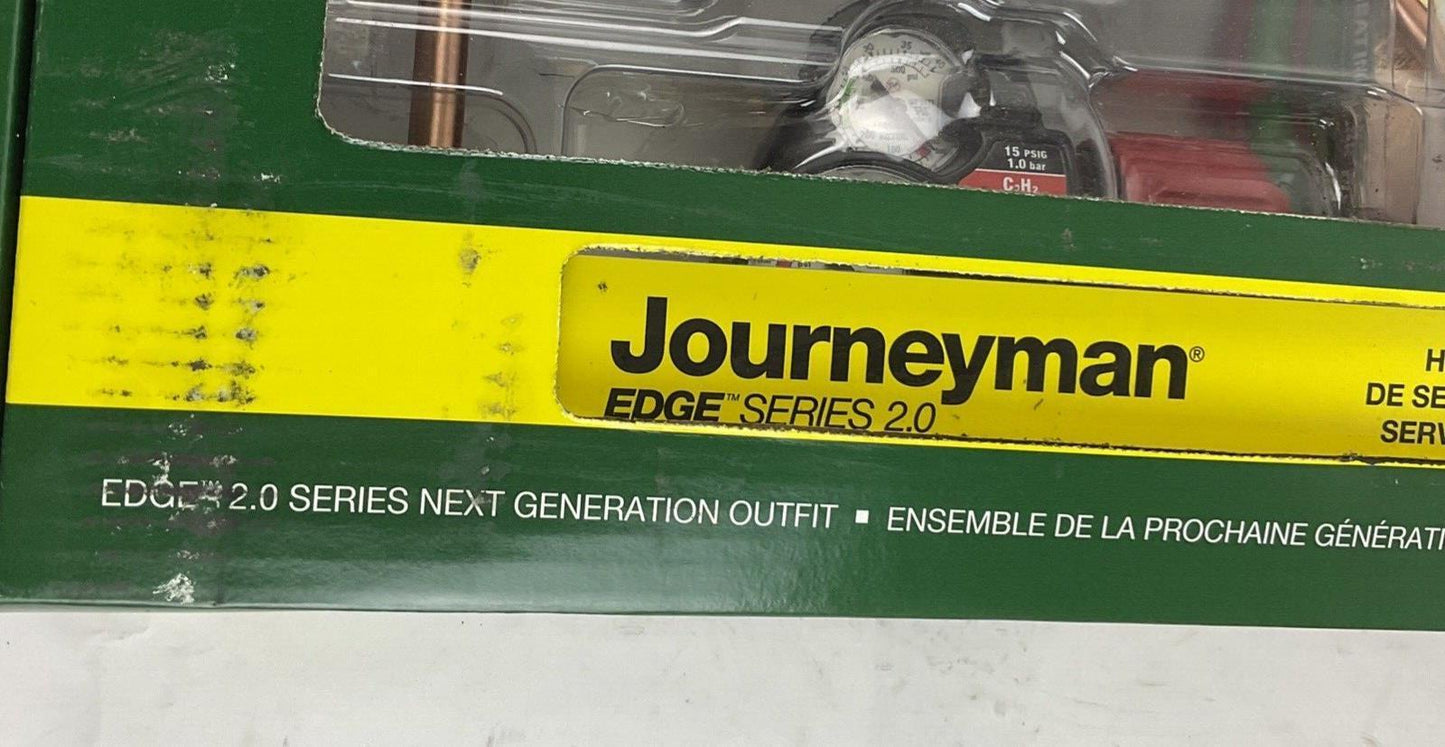 15 PSIG
1.0 bar
C₂H₂
Journeyman®
EDGE™ SERIES 2.0
H
DE SE
SERV
EDGE™ 2.0 SERIES NEXT GENERATION OUTFIT ■ ENSEMBLE DE LA PROCHAINE GÉNÉRATI